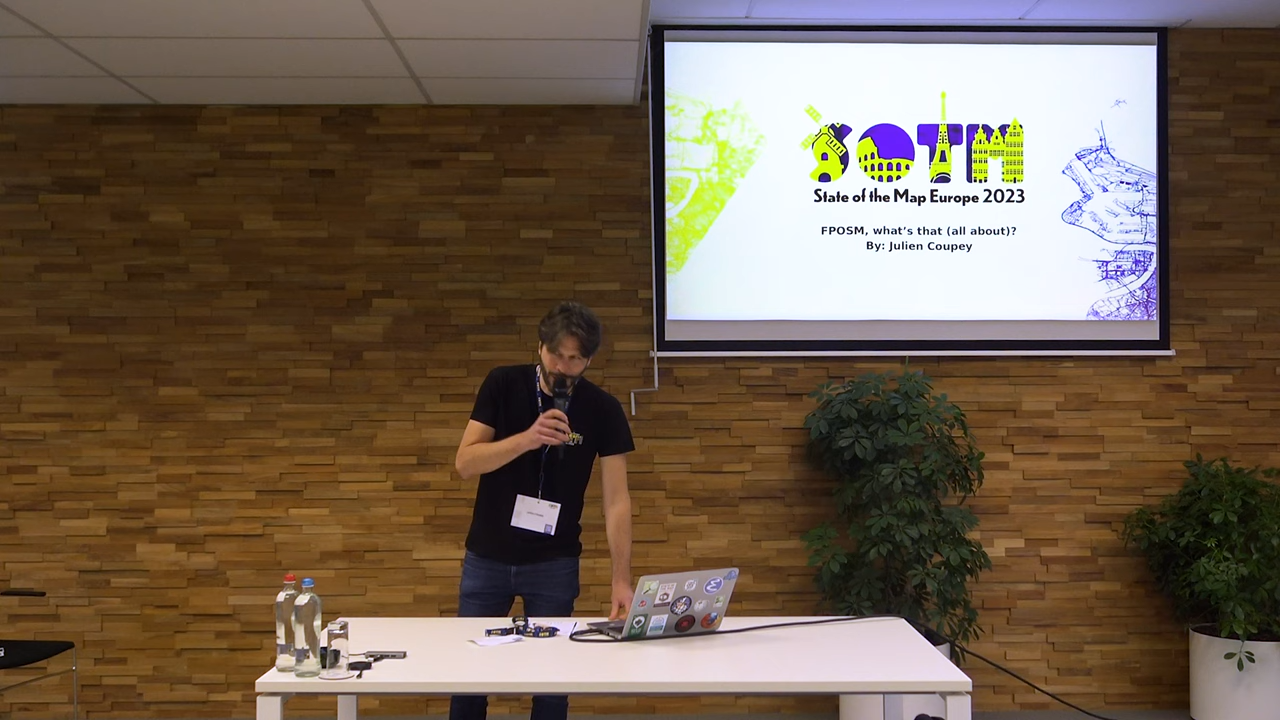 SOTM
State of the Map Europe 2023
FPOSM, what's that (all about)?
By: Julien Coupey